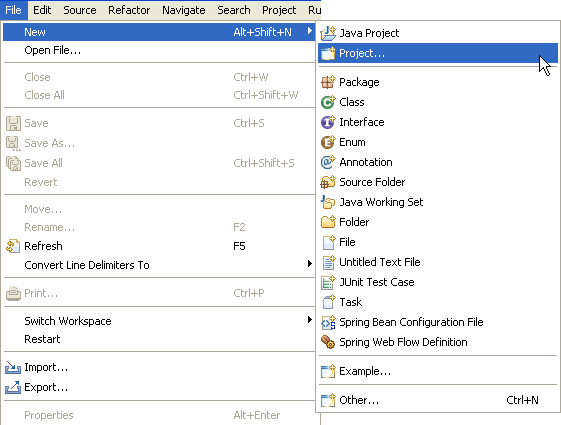 File Edit Source Refactor Navigate Search Project Ru
New Alt+Shift+N
Open File...
Close Ctrl+W
Close All Ctrl+Shift+W
Save Ctrl+S
Save As...
Save All Ctrl+Shift+S
Revert
Move...
Rename... F2
Refresh F5
Convert Line Delimiters To
Print... Ctrl+P
Switch Workspace
Restart
Import...
Export...
Properties Alt+Enter
Java Project
Project...
Package
Class
Interface
Enum
Annotation
Source Folder
Java Working Set
Folder
File
Untitled Text File
JUnit Test Case
Task
Spring Bean Configuration File
Spring Web Flow Definition
Example...
Other... Ctrl+N